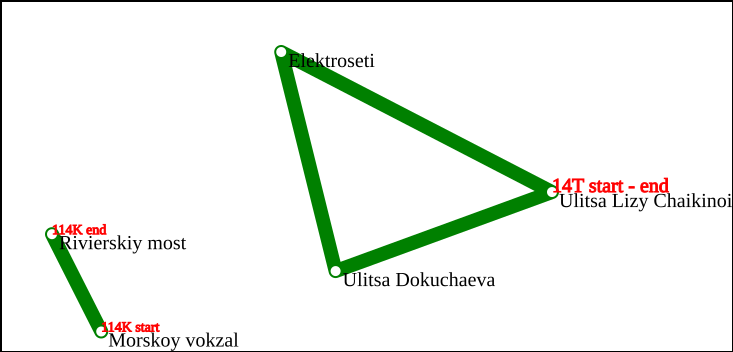 Elektroseti
14T start - end
Ulitsa Lizy Chaikinoi
114K end
Rivierskiy most
Ulitsa Dokuchaeva
114K start
Morskoy vokzal